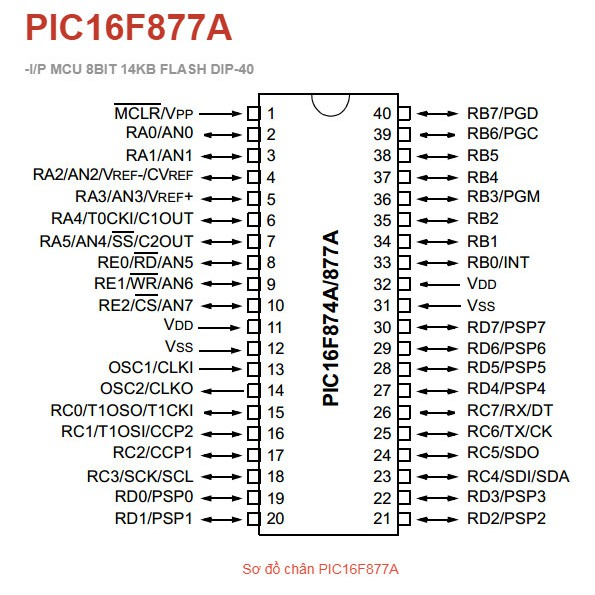 PIC16F877A
-I/P MCU 8BIT 14KB FLASH DIP-40
MCLR/VPP 1 40 RB7/PGD
RA0/AN0 2 39 RB6/PGC
RA1/AN1 3 38 RB5
RA2/AN2/VREF-/CVREF 4 37 RB4
RA3/AN3/VREF+ 5 36 RB3/PGM
RA4/T0CKI/C1OUT 6 35 RB2
RA5/AN4/SS/C2OUT 7 34 RB1
RE0/RD/AN5 8 33 RB0/INT
RE1/WR/AN6 9 32 VDD
RE2/CS/AN7 10 31 VSS
VDD 11 30 RD7/PSP7
VSS 12 29 RD6/PSP6
OSC1/CLKI 13 28 RD5/PSP5
OSC2/CLKO 14 27 RD4/PSP4
RC0/T1OSO/T1CKI 15 26 RC7/RX/DT
RC1/T1OSI/CCP2 16 25 RC6/TX/CK
RC2/CCP1 17 24 RC5/SDO
RC3/SCK/SCL 18 23 RC4/SDI/SDA
RD0/PSP0 19 22 RD3/PSP3
RD1/PSP1 20 21 RD2/PSP2
PIC16F874A/877A
Sơ đồ chân PIC16F877A